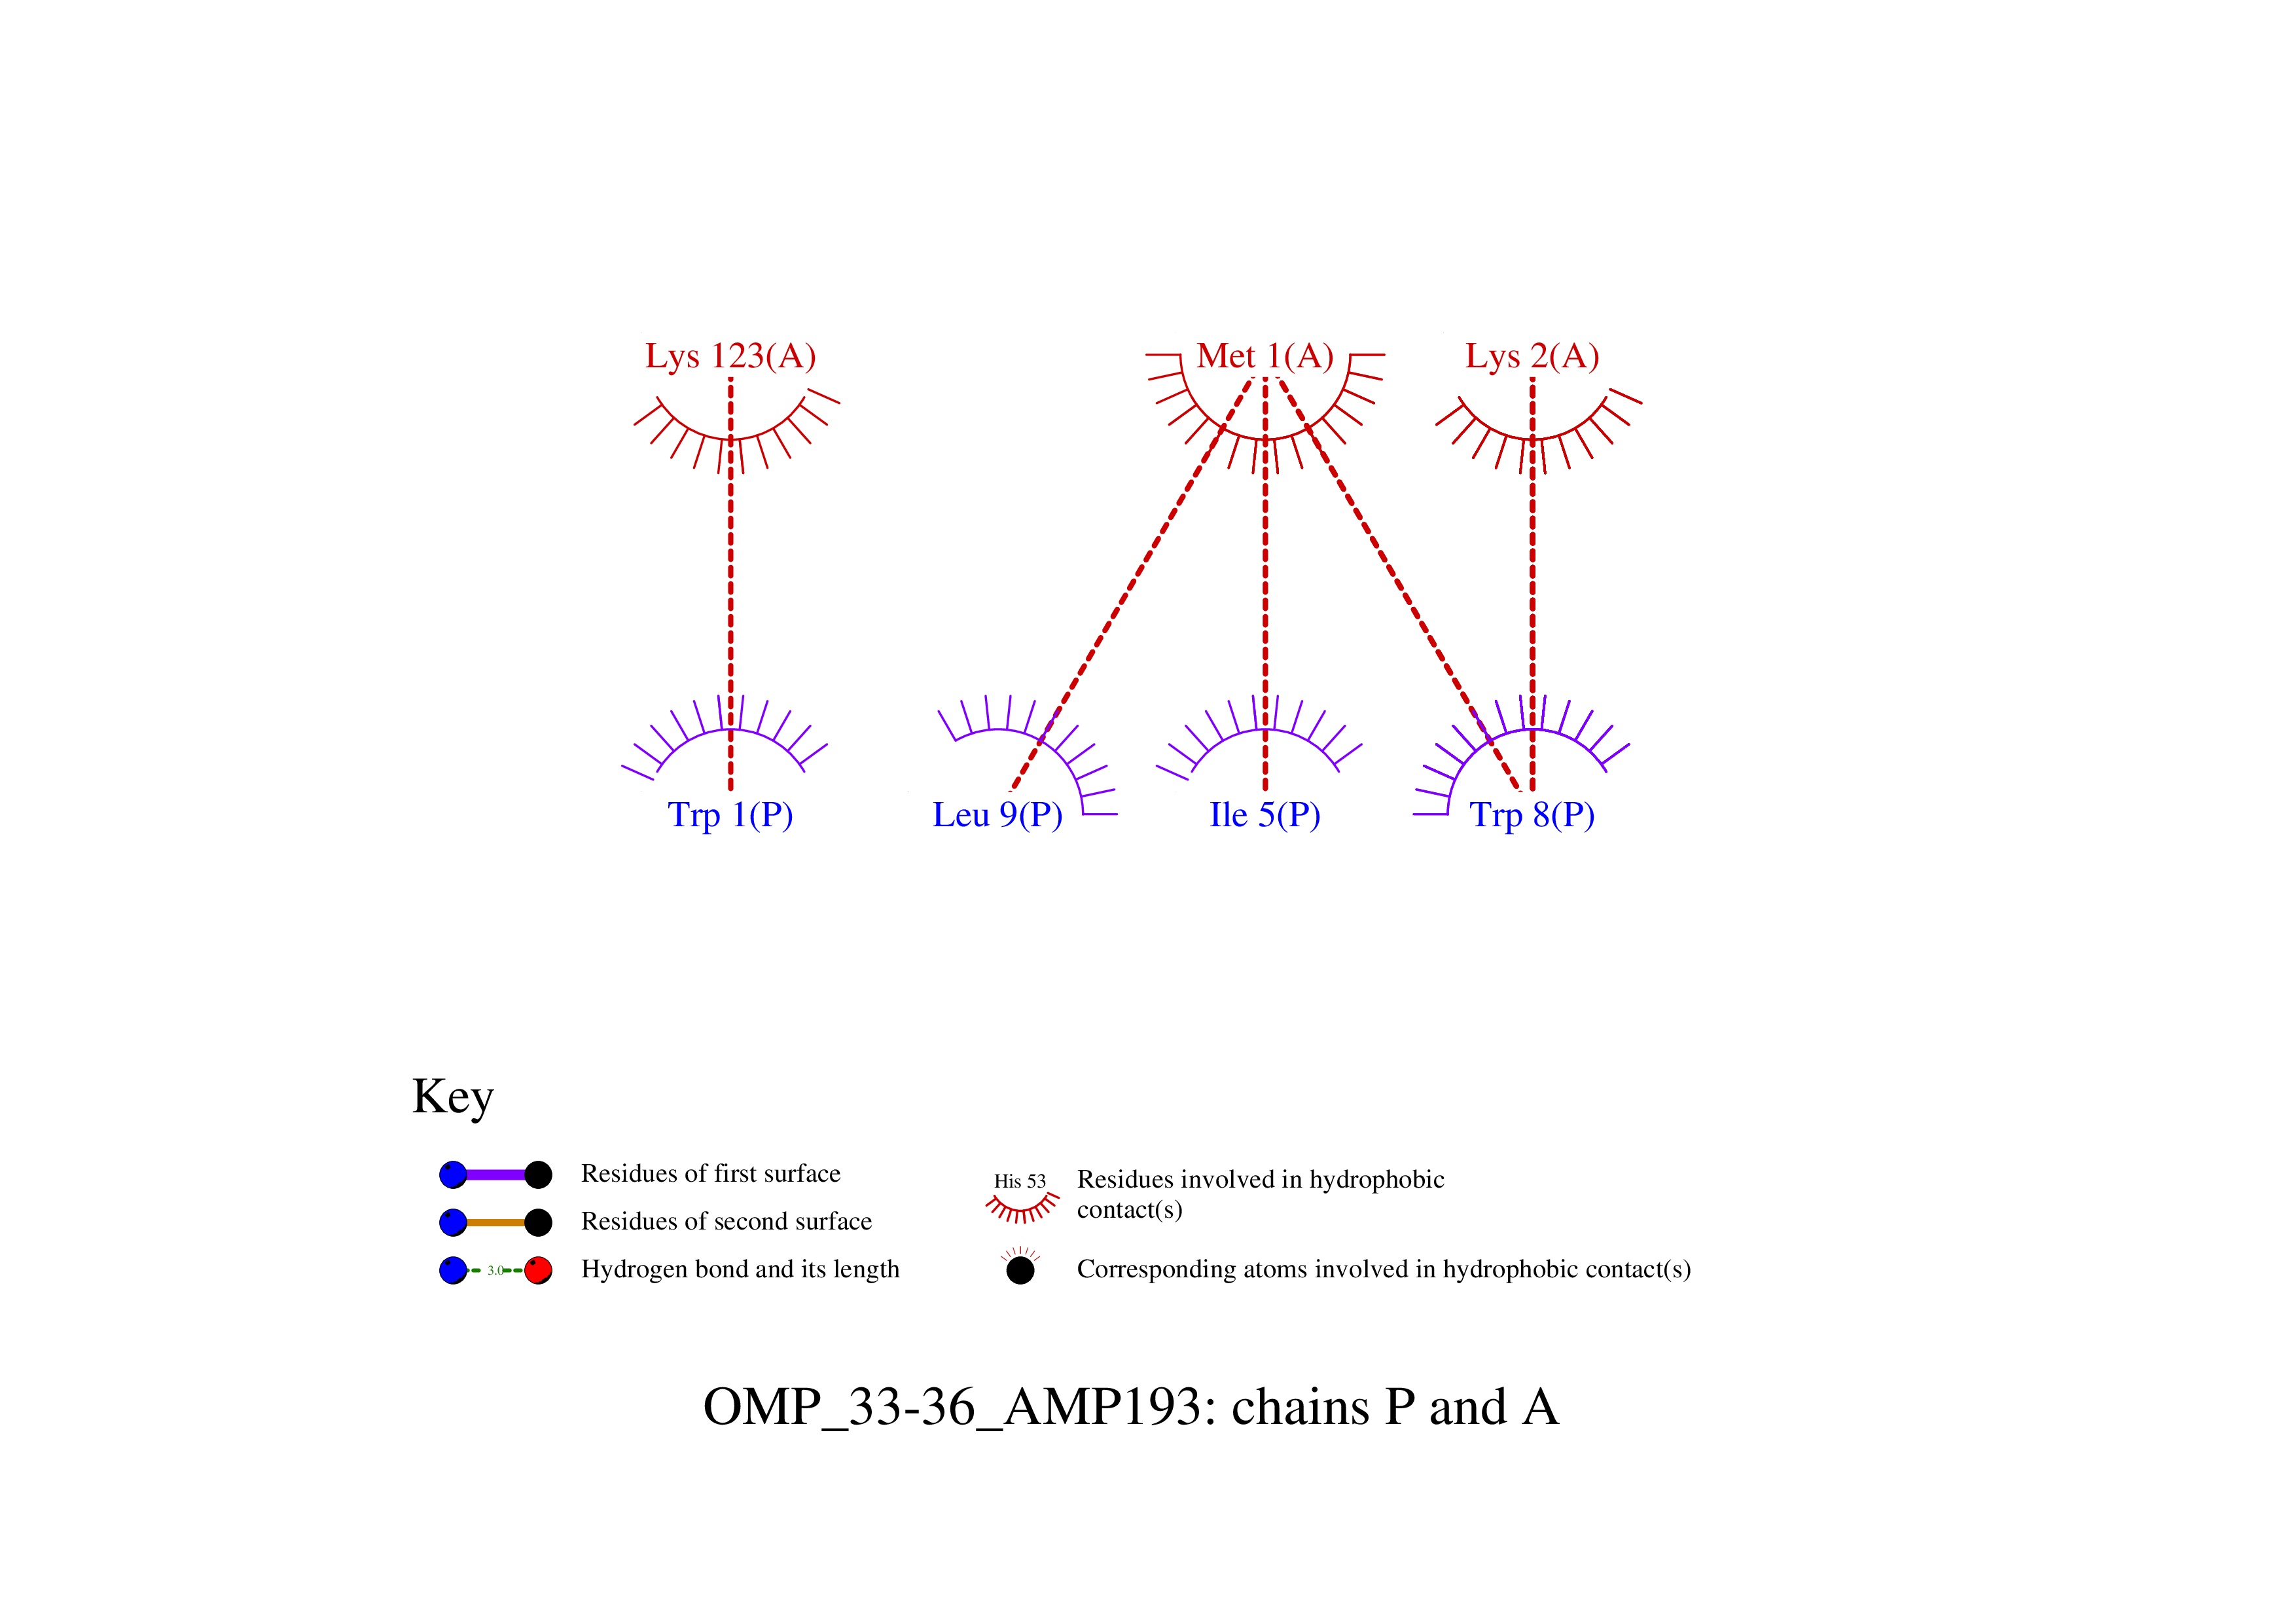 Lys 123(A) Met 1(A) Lys 2(A)
Trp 1(P) Leu 9(P) Ile 5(P) Trp 8(P)
Key
Residues of first surface
Residues of second surface
3.0 Hydrogen bond and its length
His 53 Residues involved in hydrophobic
contact(s)
Corresponding atoms involved in hydrophobic contact(s)
OMP_33-36_AMP193: chains P and A